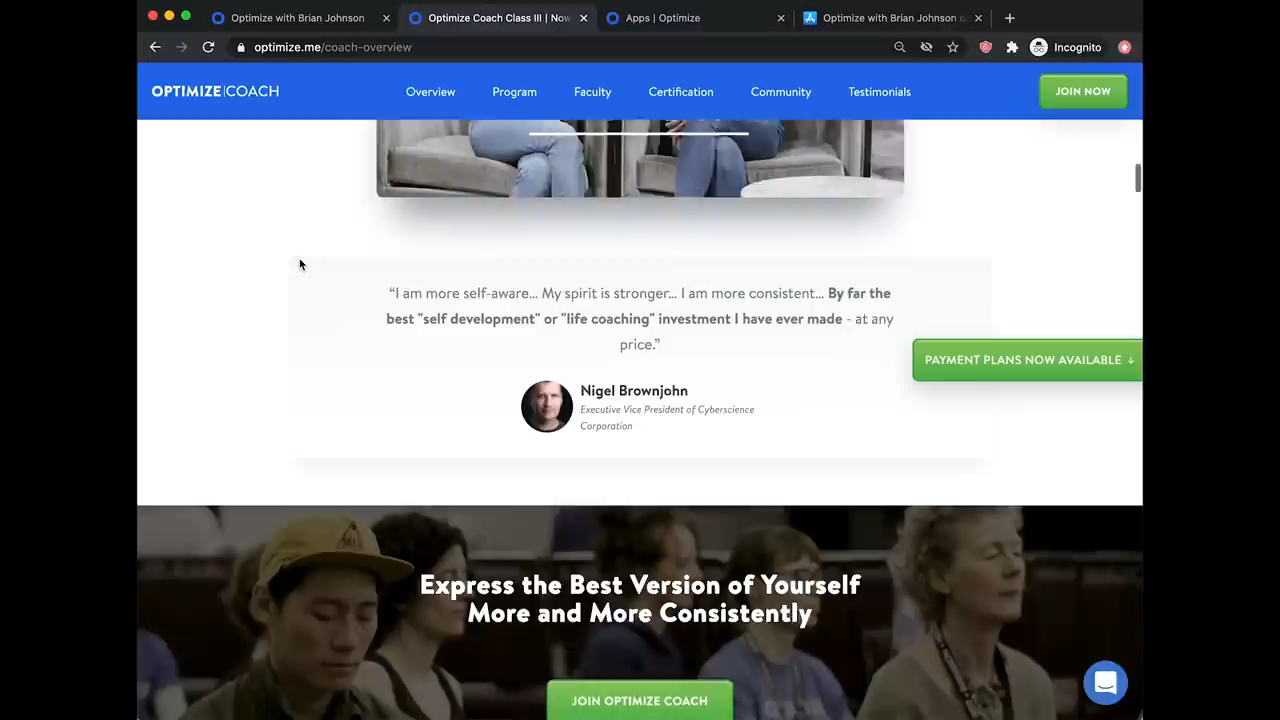 Optimize with Brian Johnson
Optimize Coach Class III | Now
Apps | Optimize
Optimize with Brian Johnson o
optimize.me/coach-overview
Incognito
OPTIMIZE|COACH
Overview
Program
Faculty
Certification
Community
Testimonials
JOIN NOW
“I am more self-aware... My spirit is stronger... I am more consistent... By far the
best "self development" or "life coaching" investment I have ever made - at any
price.”
PAYMENT PLANS NOW AVAILABLE ↓
Nigel Brownjohn
Executive Vice President of Cyberscience
Corporation
Express the Best Version of Yourself
More and More Consistently
JOIN OPTIMIZE COACH